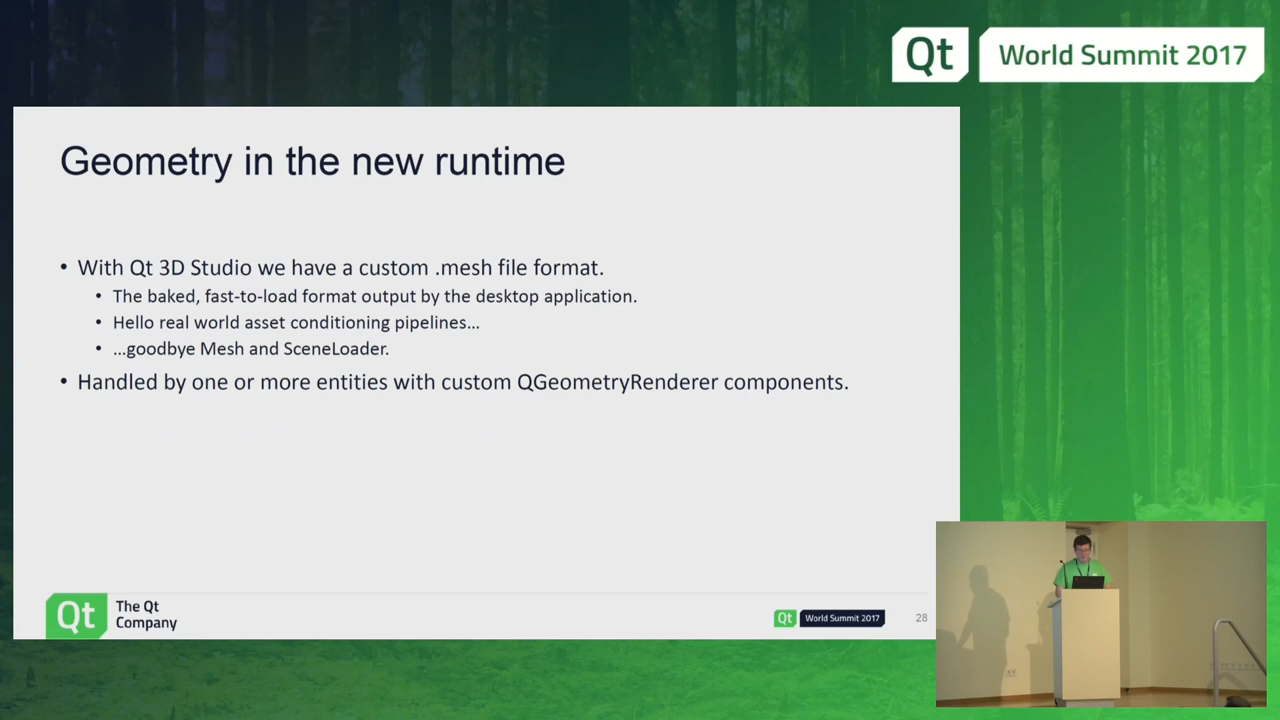 Qt World Summit 2017
Geometry in the new runtime
• With Qt 3D Studio we have a custom .mesh file format.
• The baked, fast-to-load format output by the desktop application.
• Hello real world asset conditioning pipelines…
• …goodbye Mesh and SceneLoader.
• Handled by one or more entities with custom QGeometryRenderer components.
Qt The Qt
Company
Qt World Summit 2017
28